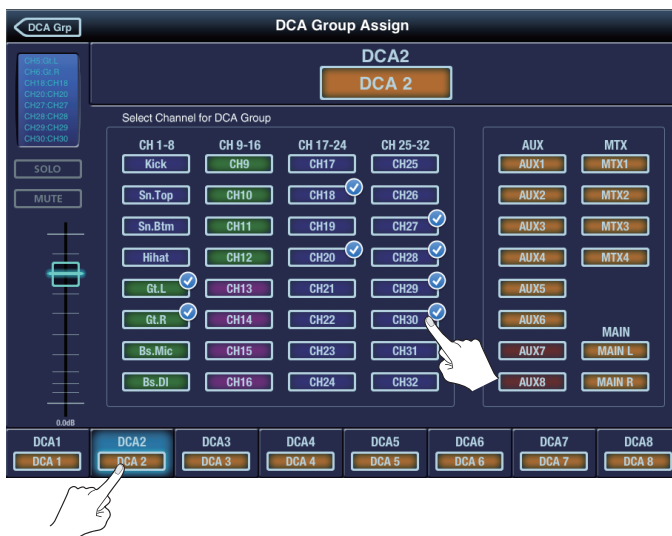 DCA Grp
DCA Group Assign
CH5:Gt.L
CH6:Gt.R
CH18:CH18
CH20:CH20
CH27:CH27
CH28:CH28
CH29:CH29
CH30:CH30
SOLO
MUTE
0.0dB
DCA2
DCA 2
Select Channel for DCA Group
CH 1-8 CH 9-16 CH 17-24 CH 25-32 AUX MTX
Kick CH9 CH17 CH25 AUX1 MTX1
Sn.Top CH10 CH18 CH26 AUX2 MTX2
Sn.Btm CH11 CH19 CH27 AUX3 MTX3
Hihat CH12 CH20 CH28 AUX4 MTX4
Gt.L CH13 CH21 CH29 AUX5
Gt.R CH14 CH22 CH30 AUX6
MAIN
Bs.Mic CH15 CH23 CH31 AUX7 MAIN L
Bs.DI CH16 CH24 CH32 AUX8 MAIN R
DCA1 DCA2 DCA3 DCA4 DCA5 DCA6 DCA7 DCA8
DCA 1 DCA 2 DCA 3 DCA 4 DCA 5 DCA 6 DCA 7 DCA 8